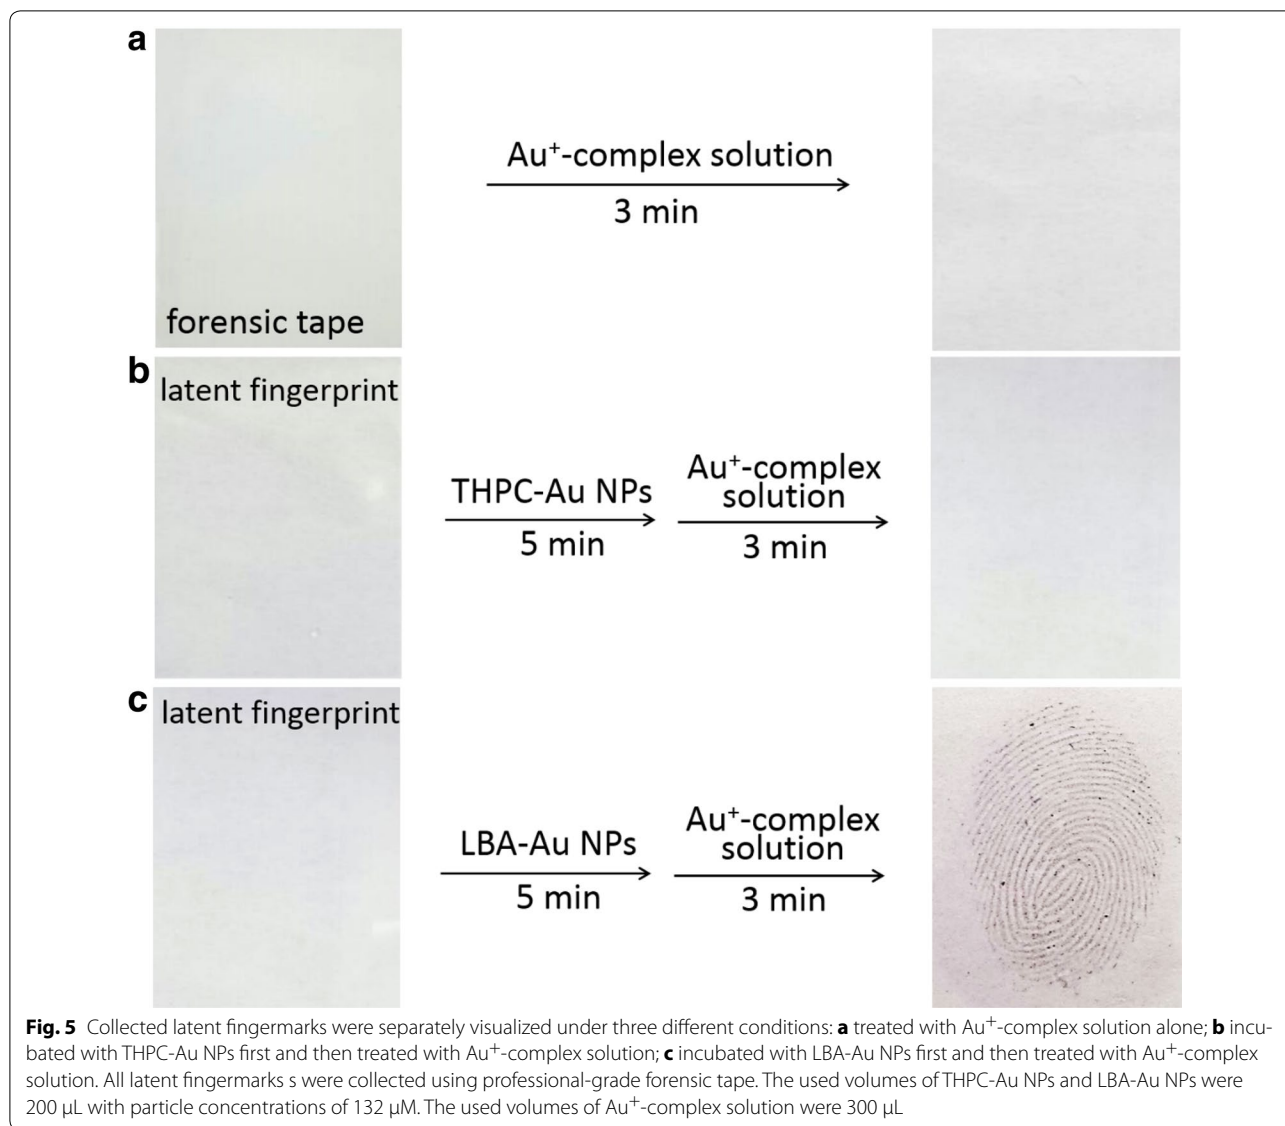 a
forensic tape
Au⁺-complex solution
3 min
b
latent fingerprint
THPC-Au NPs
5 min
Au⁺-complex
solution
3 min
c
latent fingerprint
LBA-Au NPs
5 min
Au⁺-complex
solution
3 min
Fig. 5 Collected latent fingermarks were separately visualized under three different conditions: a treated with Au⁺-complex solution alone; b incu-
bated with THPC-Au NPs first and then treated with Au⁺-complex solution; c incubated with LBA-Au NPs first and then treated with Au⁺-complex
solution. All latent fingermarks s were collected using professional-grade forensic tape. The used volumes of THPC-Au NPs and LBA-Au NPs were
200 μL with particle concentrations of 132 μM. The used volumes of Au⁺-complex solution were 300 μL